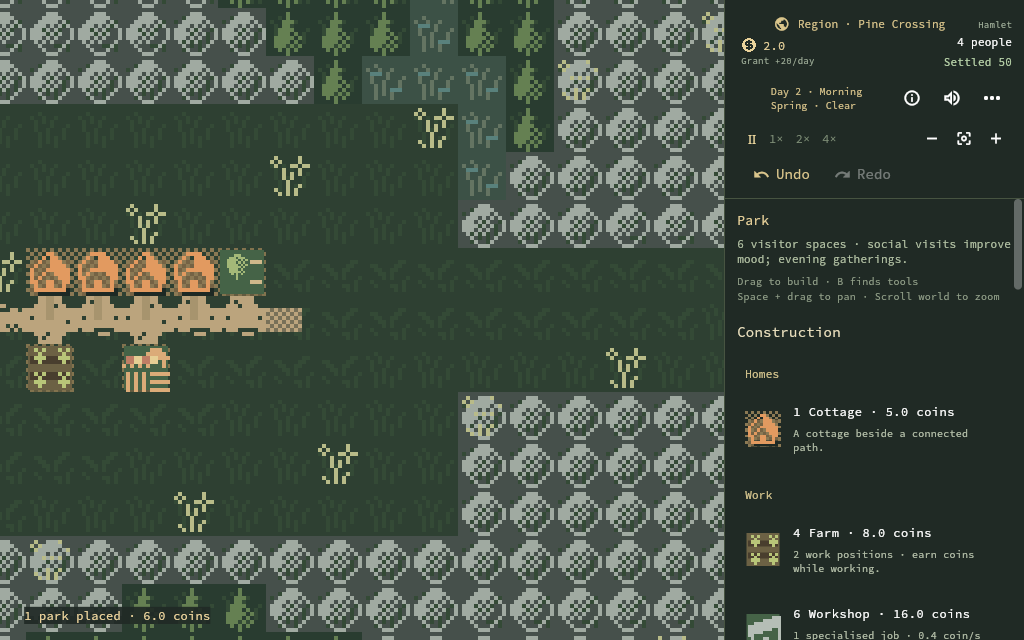 Region · Pine Crossing
Hamlet
2.0
4 people
Grant +20/day
Settled 50
Day 2 · Morning
Spring · Clear
1× 2× 4×
Undo
Redo
Park
6 visitor spaces · social visits improve
mood; evening gatherings.
Drag to build · B finds tools
Space + drag to pan · Scroll world to zoom
Construction
Homes
1 Cottage · 5.0 coins
A cottage beside a connected
path.
Work
4 Farm · 8.0 coins
2 work positions · earn coins
while working.
6 Workshop · 16.0 coins
1 specialised job · 0.4 coin/s
1 park placed · 6.0 coins